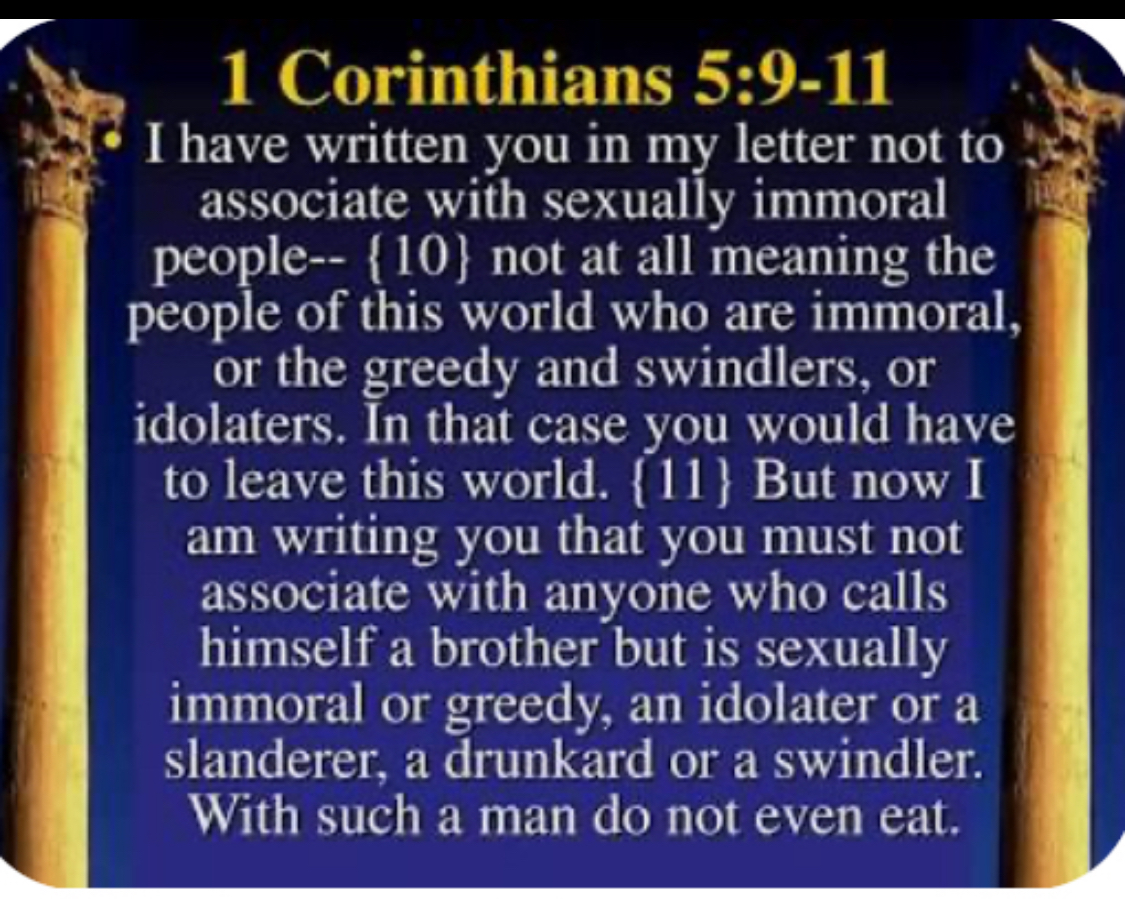 1 Corinthians 5:9-11
• I have written you in my letter not to
associate with sexually immoral
people-- {10} not at all meaning the
people of this world who are immoral,
or the greedy and swindlers, or
idolaters. In that case you would have
to leave this world. {11} But now I
am writing you that you must not
associate with anyone who calls
himself a brother but is sexually
immoral or greedy, an idolater or a
slanderer, a drunkard or a swindler.
With such a man do not even eat.